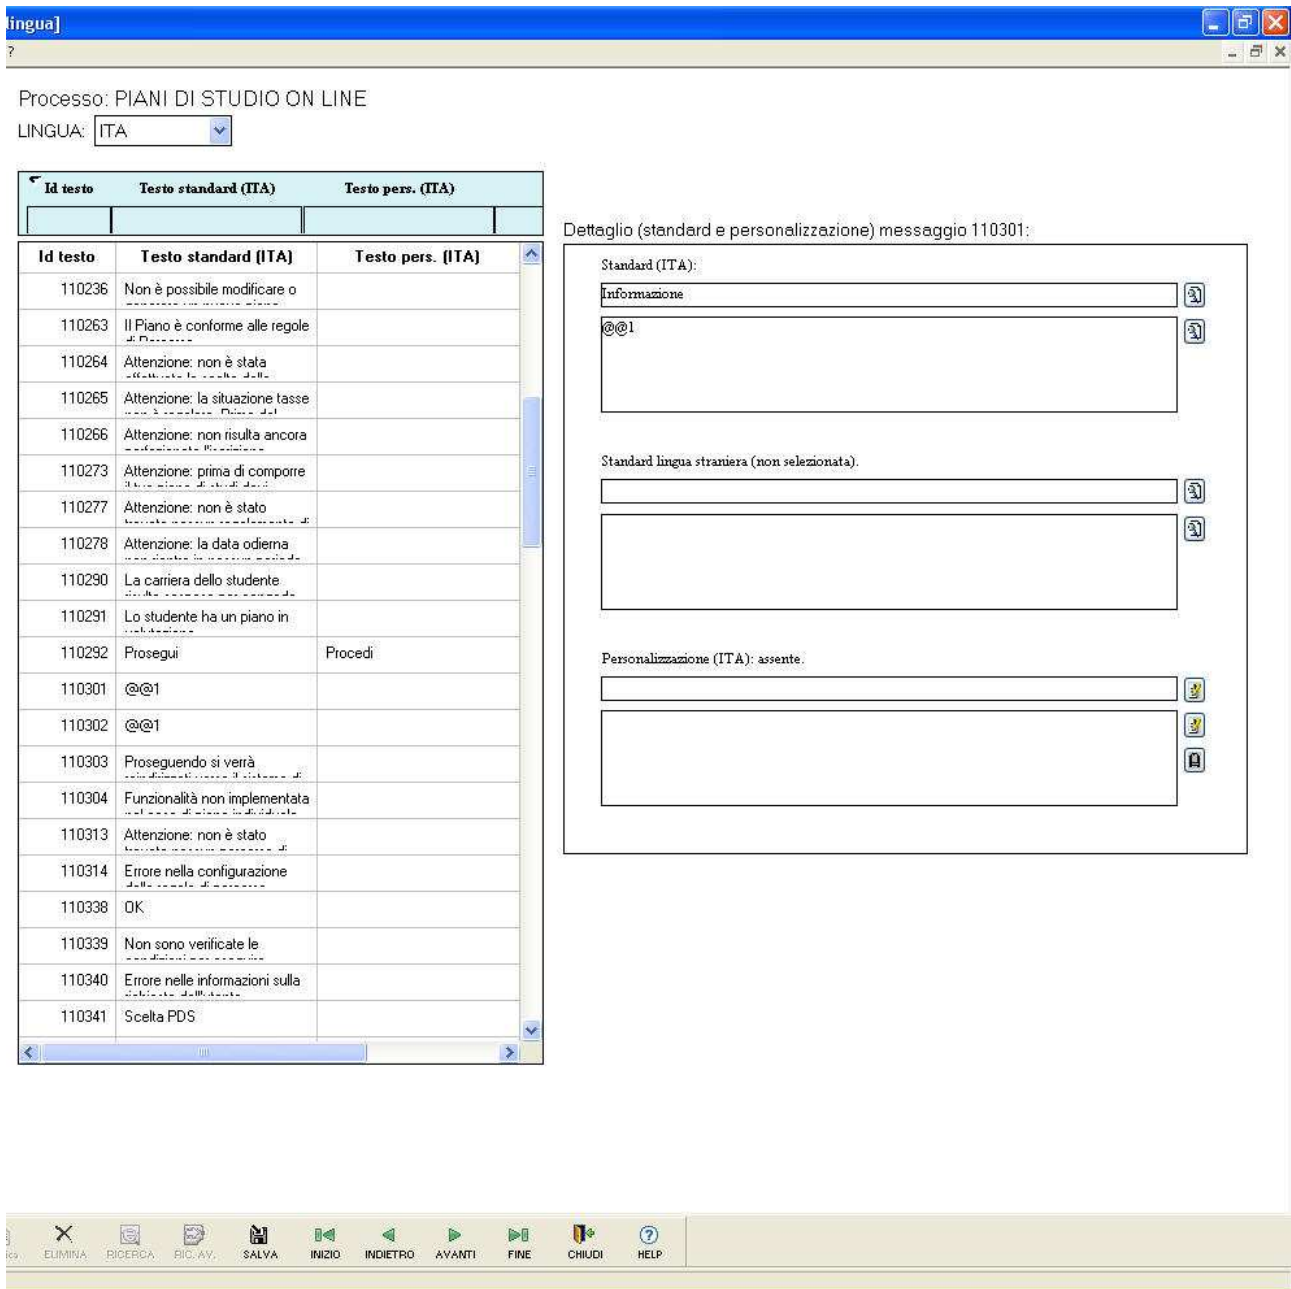 lingua]
?
Processo: PIANI DI STUDIO ON LINE
LINGUA: ITA
Id testo Testo standard (ITA) Testo pers. (ITA)
Id testo Testo standard (ITA) Testo pers. (ITA)
110236 Non è possibile modificare o
110263 Il Piano è conforme alle regole
110264 Attenzione: non è stata
110265 Attenzione: la situazione tasse
110266 Attenzione: non risulta ancora
110273 Attenzione: prima di comporre
110277 Attenzione: non è stato
110278 Attenzione: la data odierna
110290 La carriera dello studente
110291 Lo studente ha un piano in
110292 Prosegui Procedi
110301 @@1
110302 @@1
110303 Proseguendo si verrà
110304 Funzionalità non implementata
110313 Attenzione: non è stato
110314 Errore nella configurazione
110338 OK
110339 Non sono verificate le
110340 Errore nelle informazioni sulla
110341 Scelta PDS
Dettaglio (standard e personalizzazione) messaggio 110301:
Standard (ITA):
Informazione
@@1
Standard lingua straniera (non selezionata).
Personalizzazione (ITA): assente.
ELIMINA RICERCA RIC. AV. SALVA INIZIO INDIETRO AVANTI FINE CHIUDI HELP